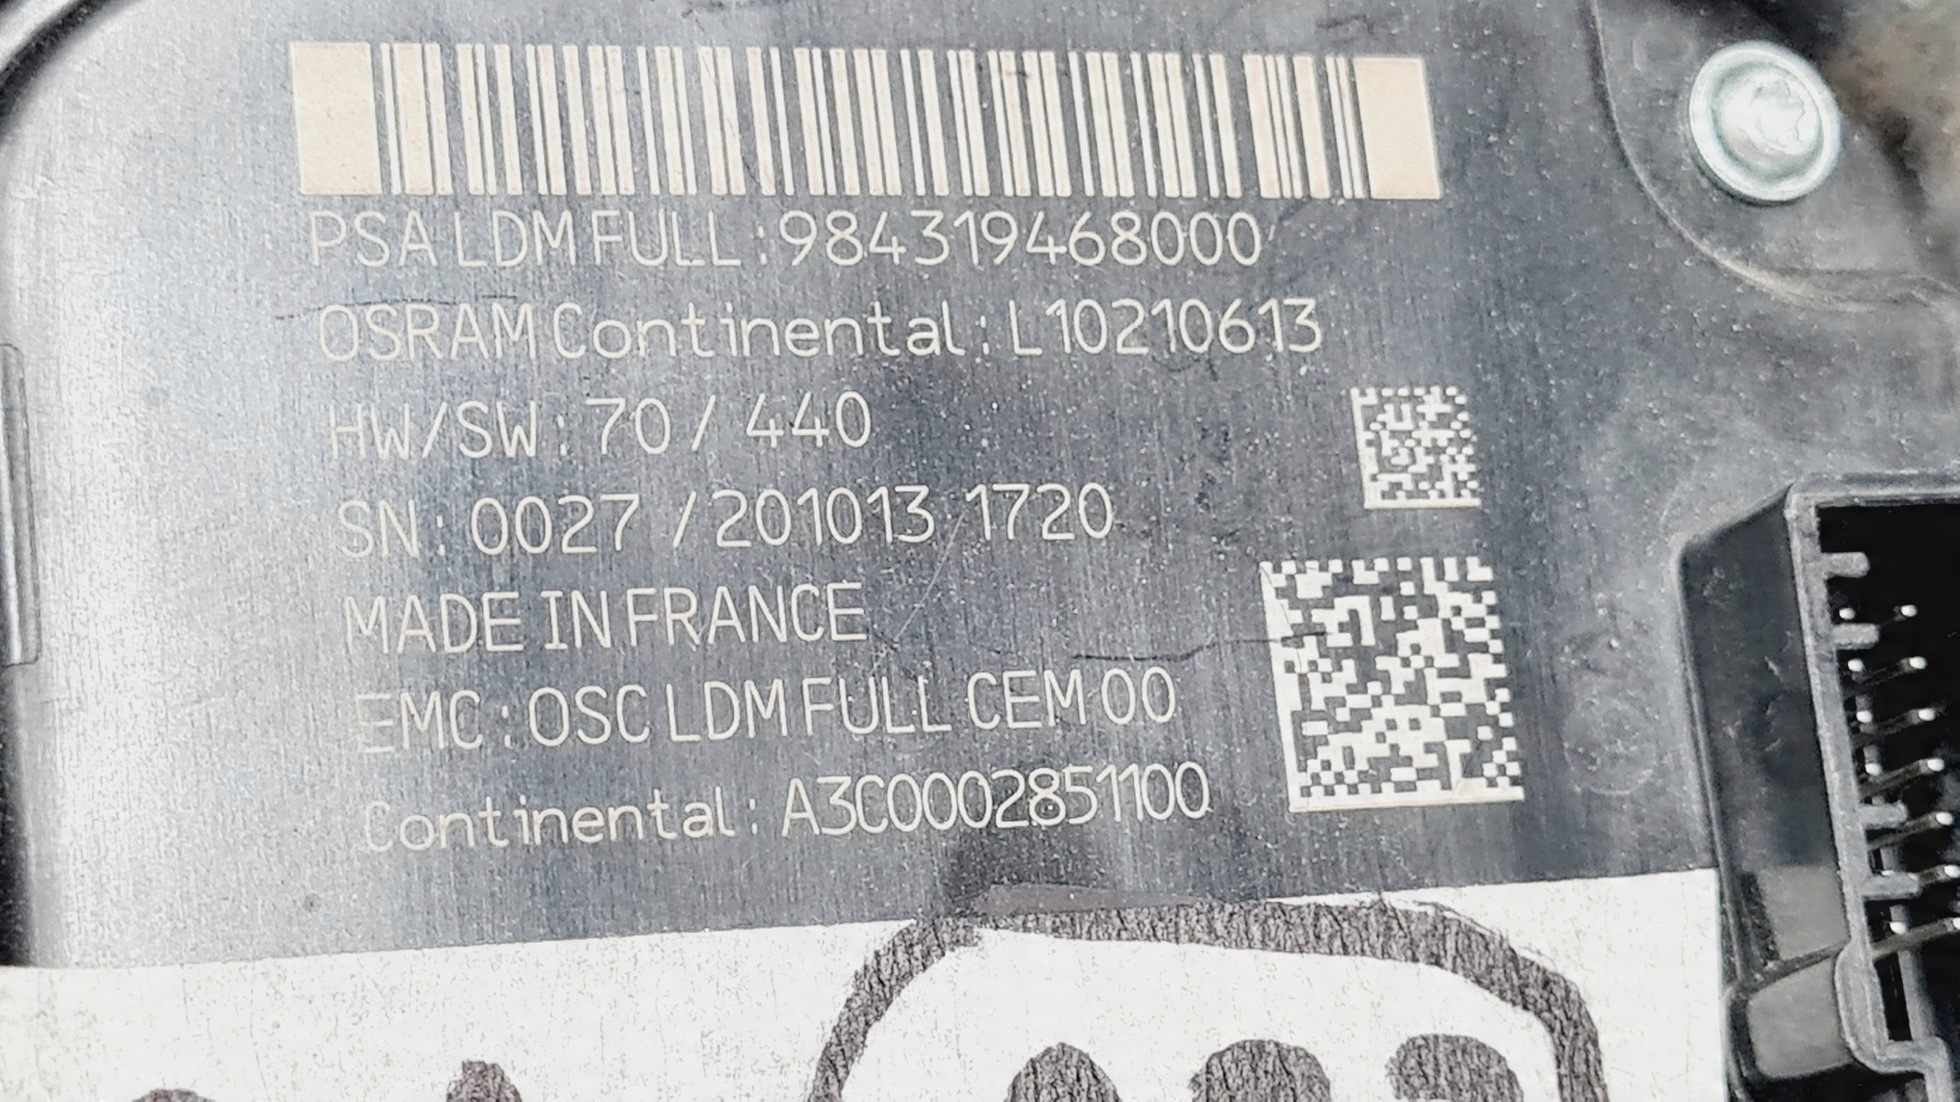 PSA LDM FULL : 984319468000
OSRAM Continental : L10210613
HW/SW : 70 / 440
SN : 0027 / 201013 1720
MADE IN FRANCE
EMC : OSC LDM FULL CEM 00
Continental : A3C0002851100